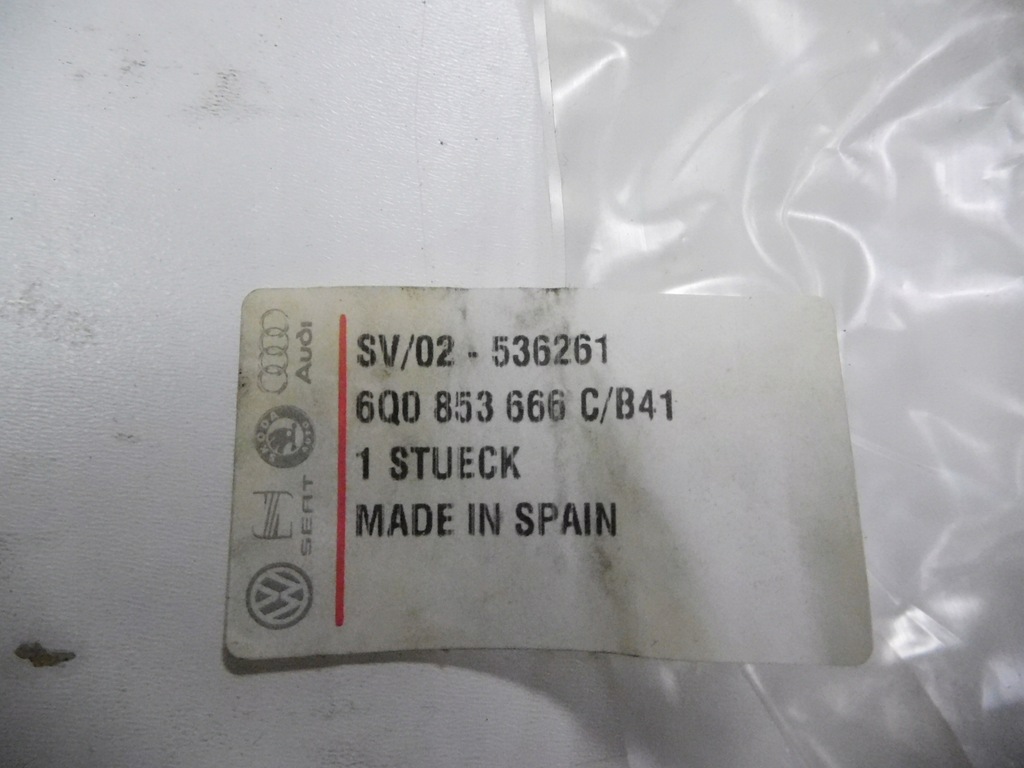 SV/02 - 536261
6Q0 853 666 C/B41
1 STUECK
MADE IN SPAIN
Audi
SKODA
SEAT